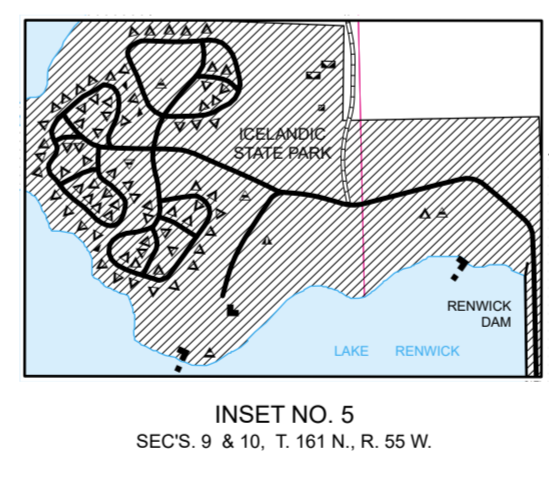 ICELANDIC
STATE PARK
RENWICK
DAM
LAKE RENWICK
INSET NO. 5
SEC'S. 9 & 10, T. 161 N., R. 55 W.